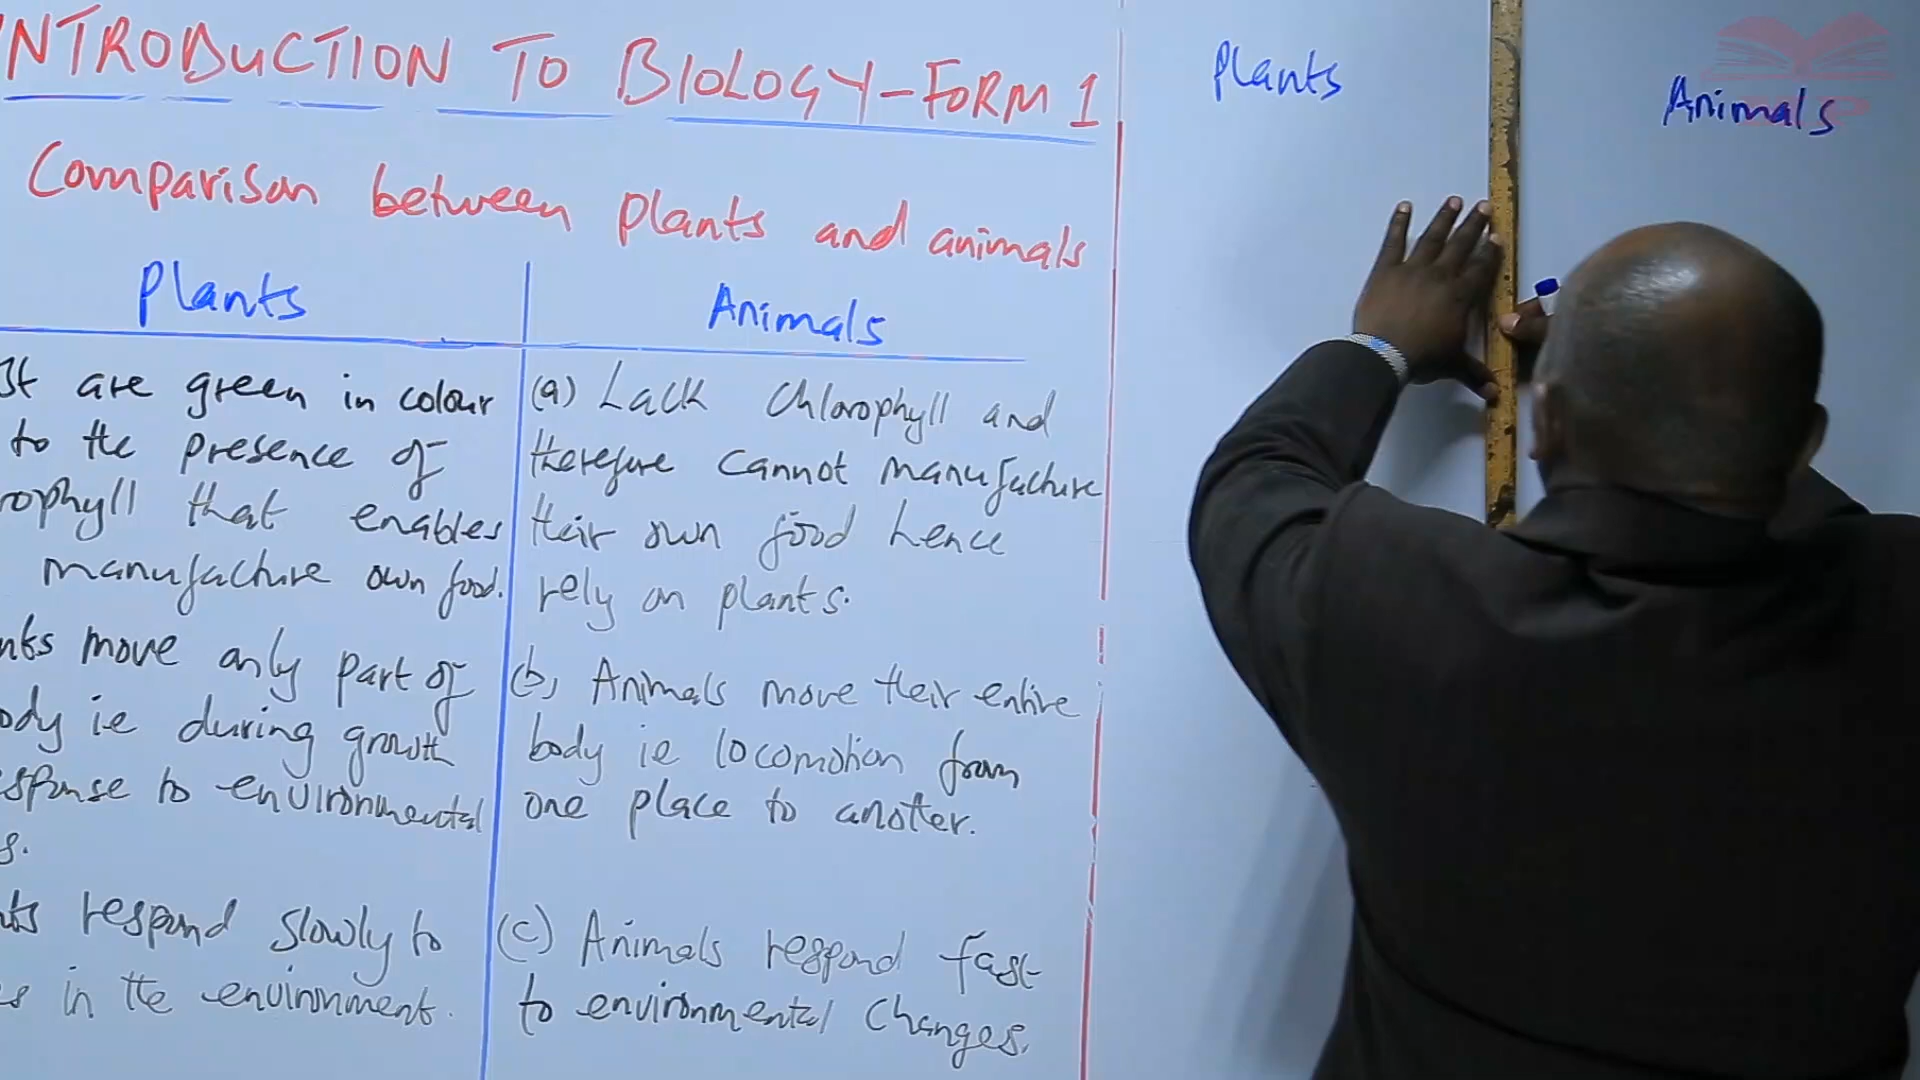 INTRODUCTION TO BIOLOGY - FORM 1
Comparison between plants and animals
Plants
Animals
It are green in colour
to the presence of
rophyll that enables
manufacture own food.
nts move only part of
ody ie during growth
esponse to environmental
s.
nts respond slowly to
es in the environment.
(a) Lack Chlorophyll and
therefore cannot manufacture
their own food hence
rely on plants.
(b) Animals move their entire
body ie locomotion from
one place to another.
(c) Animals respond fast
to environmental changes.
Plants
Animals